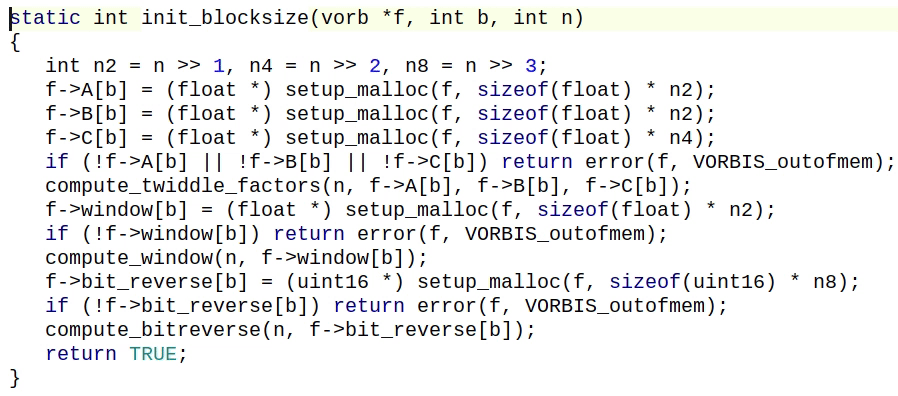 static int init_blocksize(vorb *f, int b, int n)
{
   int n2 = n >> 1, n4 = n >> 2, n8 = n >> 3;
   f->A[b] = (float *) setup_malloc(f, sizeof(float) * n2);
   f->B[b] = (float *) setup_malloc(f, sizeof(float) * n2);
   f->C[b] = (float *) setup_malloc(f, sizeof(float) * n4);
   if (!f->A[b] || !f->B[b] || !f->C[b]) return error(f, VORBIS_outofmem);
   compute_twiddle_factors(n, f->A[b], f->B[b], f->C[b]);
   f->window[b] = (float *) setup_malloc(f, sizeof(float) * n2);
   if (!f->window[b]) return error(f, VORBIS_outofmem);
   compute_window(n, f->window[b]);
   f->bit_reverse[b] = (uint16 *) setup_malloc(f, sizeof(uint16) * n8);
   if (!f->bit_reverse[b]) return error(f, VORBIS_outofmem);
   compute_bitreverse(n, f->bit_reverse[b]);
   return TRUE;
}